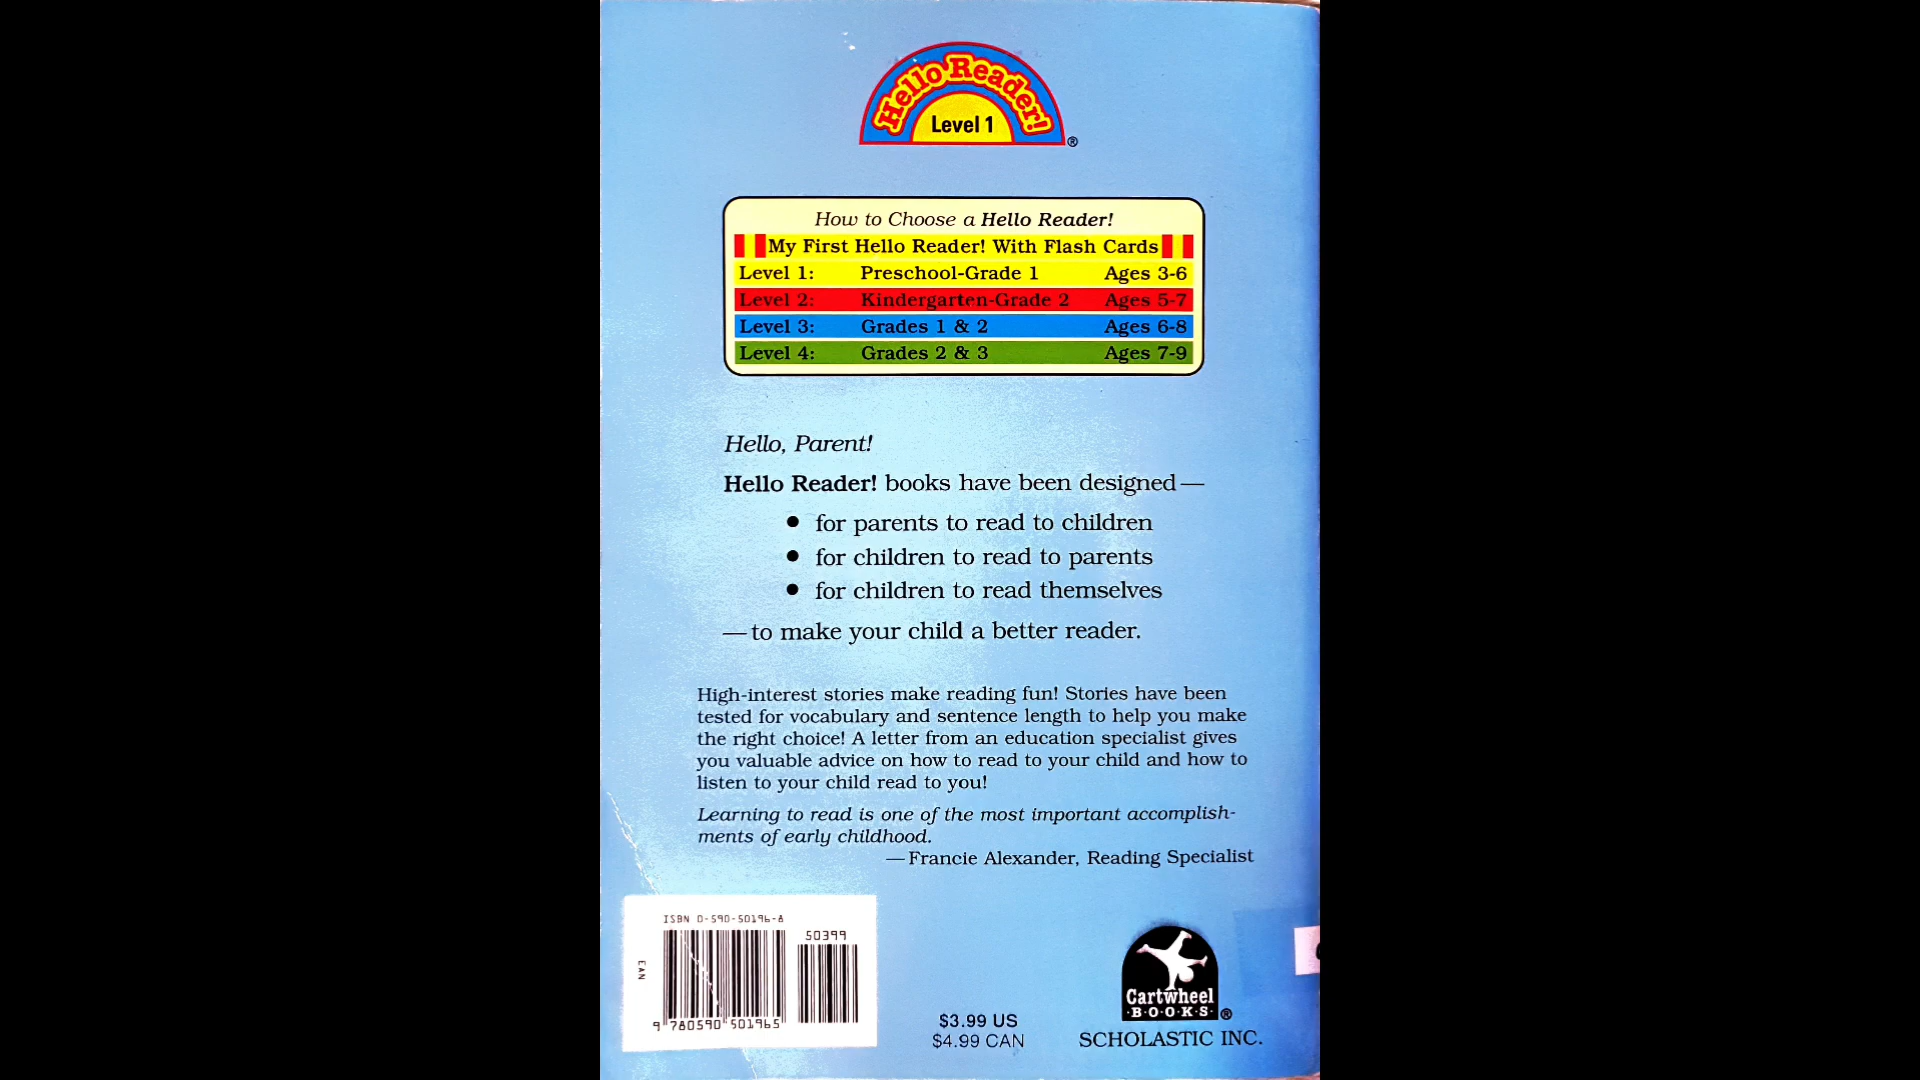 Hello Reader!
Level 1
®
How to Choose a Hello Reader!
My First Hello Reader! With Flash Cards
Level 1: Preschool-Grade 1 Ages 3-6
Level 2: Kindergarten-Grade 2 Ages 5-7
Level 3: Grades 1 & 2 Ages 6-8
Level 4: Grades 2 & 3 Ages 7-9
Hello, Parent!
Hello Reader! books have been designed—
• for parents to read to children
• for children to read to parents
• for children to read themselves
—to make your child a better reader.
High-interest stories make reading fun! Stories have been
tested for vocabulary and sentence length to help you make
the right choice! A letter from an education specialist gives
you valuable advice on how to read to your child and how to
listen to your child read to you!
Learning to read is one of the most important accomplish-
ments of early childhood.
—Francie Alexander, Reading Specialist
ISBN 0-590-50196-8
50399
EAN
9 780590 501965
$3.99 US
$4.99 CAN
Cartwheel
·B·O·O·K·S·®
SCHOLASTIC INC.